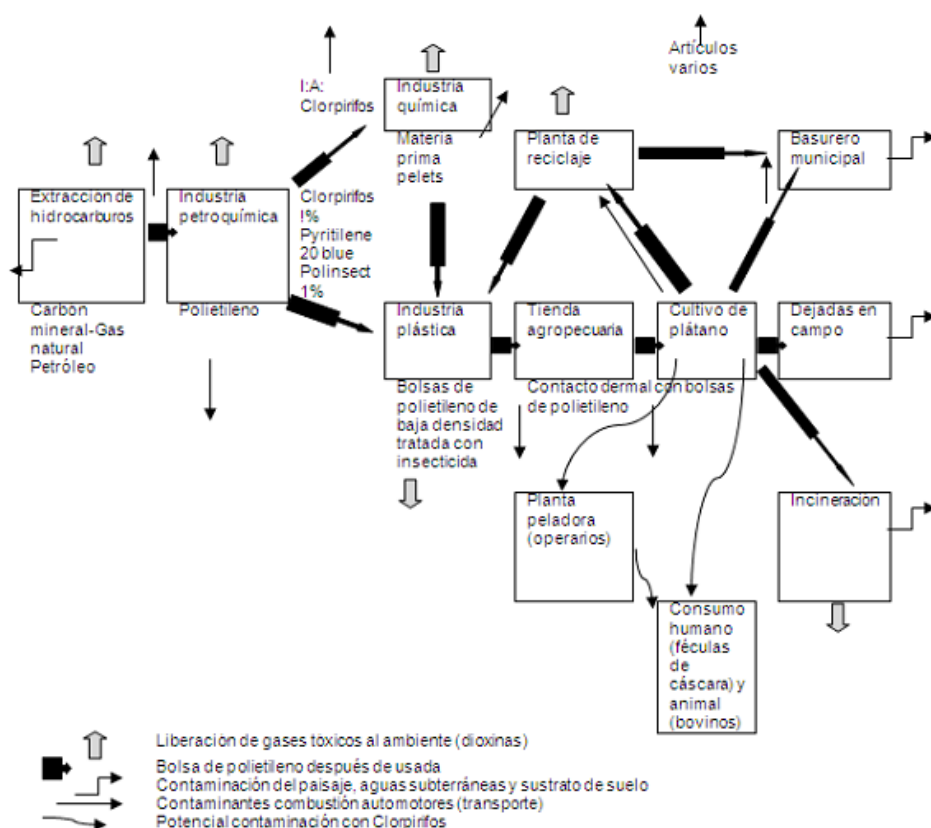 Artículos
varios
I:A:
Clorpirifos
Industria
química
Materia
prima
pelets
Planta de
reciclaje
Basurero
municipal
Extracción de
hidrocarburos
Industria
petroquímica
Clorpirifos
!%
Pyritilene
20 blue
Polinsect
1%
Carbón
mineral-Gas
natural
Petróleo
Polietileno
Industria
plástica
Tienda
agropecuaria
Cultivo de
plátano
Dejadas en
campo
Bolsas de
polietileno de
baja densidad
tratada con
insecticida
Contacto dermal con bolsas
de polietileno
Planta
peladora
(operarios)
Incineración
Consumo
humano
(féculas
de
cáscara) y
animal
(bovinos)
Liberación de gases tóxicos al ambiente (dioxinas)
Bolsa de polietileno después de usada
Contaminación del paisaje, aguas subterráneas y sustrato de suelo
Contaminantes combustión automotores (transporte)
Potencial contaminación con Clorpirifos